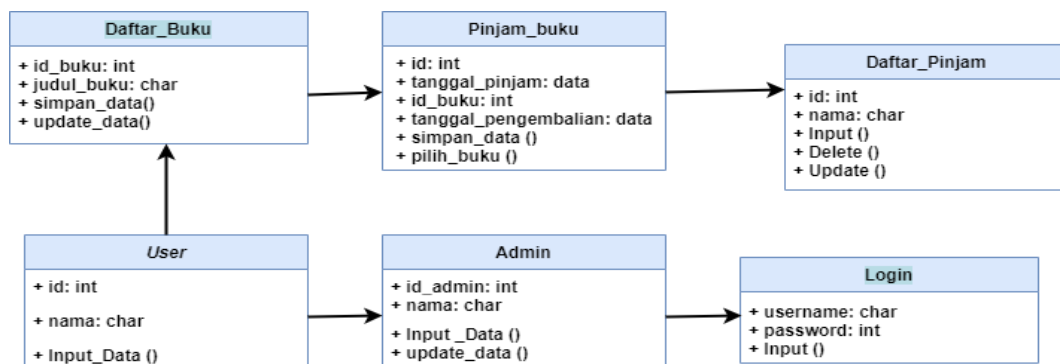 Daftar_Buku
+ id_buku: int
+ judul_buku: char
+ simpan_data()
+ update_data()
Pinjam_buku
+ id: int
+ tanggal_pinjam: data
+ id_buku: int
+ tanggal_pengembalian: data
+ simpan_data ()
+ pilih_buku ()
Daftar_Pinjam
+ id: int
+ nama: char
+ Input ()
+ Delete ()
+ Update ()
User
+ id: int
+ nama: char
+ Input_Data ()
Admin
+ id_admin: int
+ nama: char
+ Input _Data ()
+ update_data ()
Login
+ username: char
+ password: int
+ Input ()